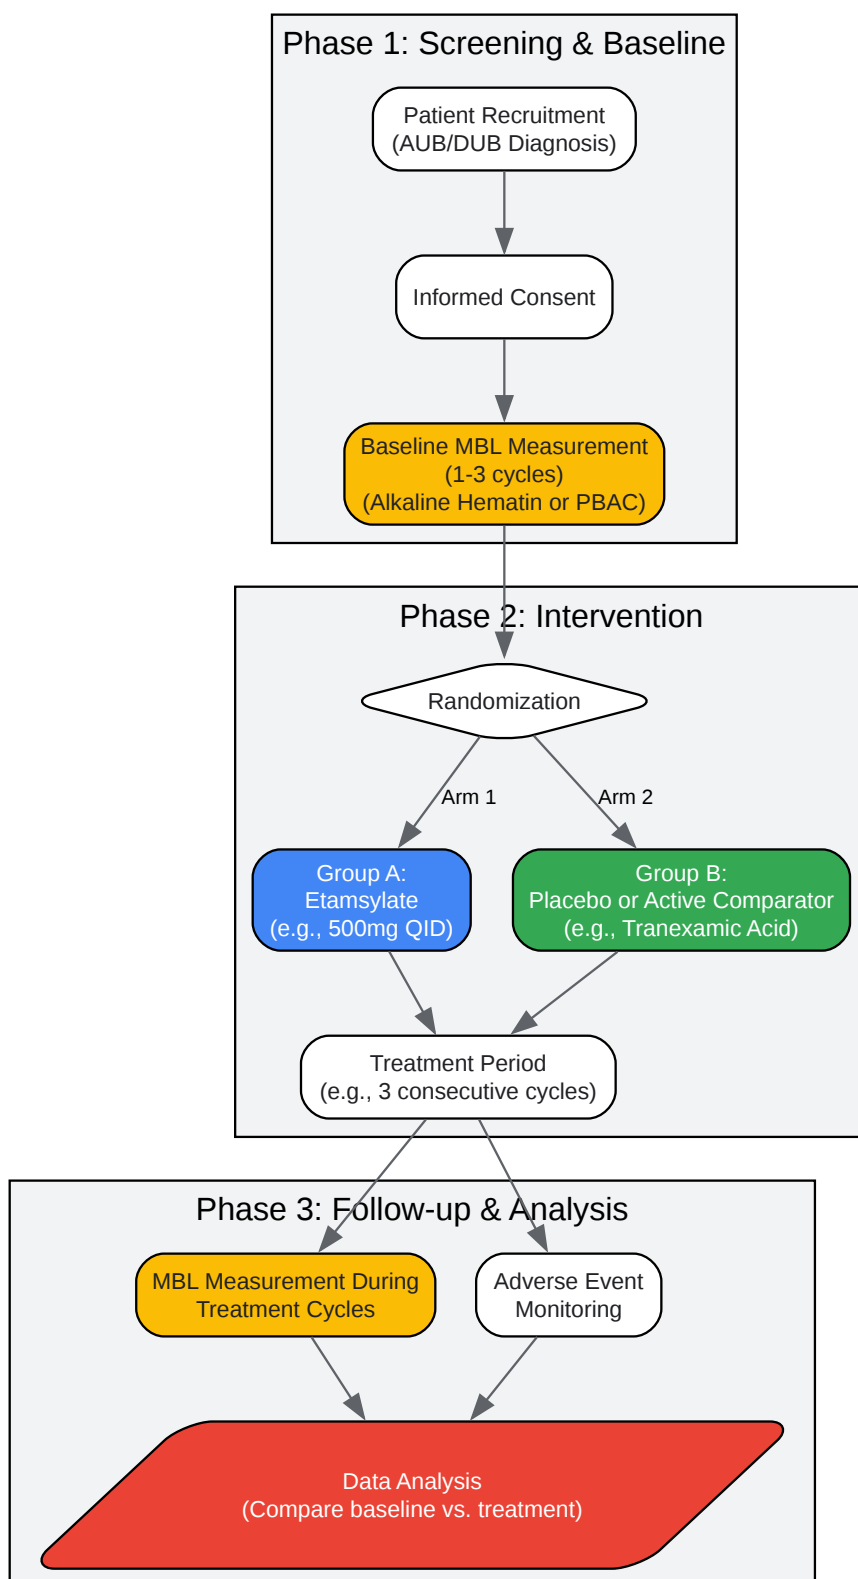 Phase 1: Screening & Baseline
Patient Recruitment
(AUB/DUB Diagnosis)
Informed Consent
Baseline MBL Measurement
(1-3 cycles)
(Alkaline Hematin or PBAC)
Phase 2: Intervention
Randomization
Arm 1
Arm 2
Group A:
Etamsylate
(e.g., 500mg QID)
Group B:
Placebo or Active Comparator
(e.g., Tranexamic Acid)
Treatment Period
(e.g., 3 consecutive cycles)
Phase 3: Follow-up & Analysis
MBL Measurement During
Treatment Cycles
Adverse Event
Monitoring
Data Analysis
(Compare baseline vs. treatment)